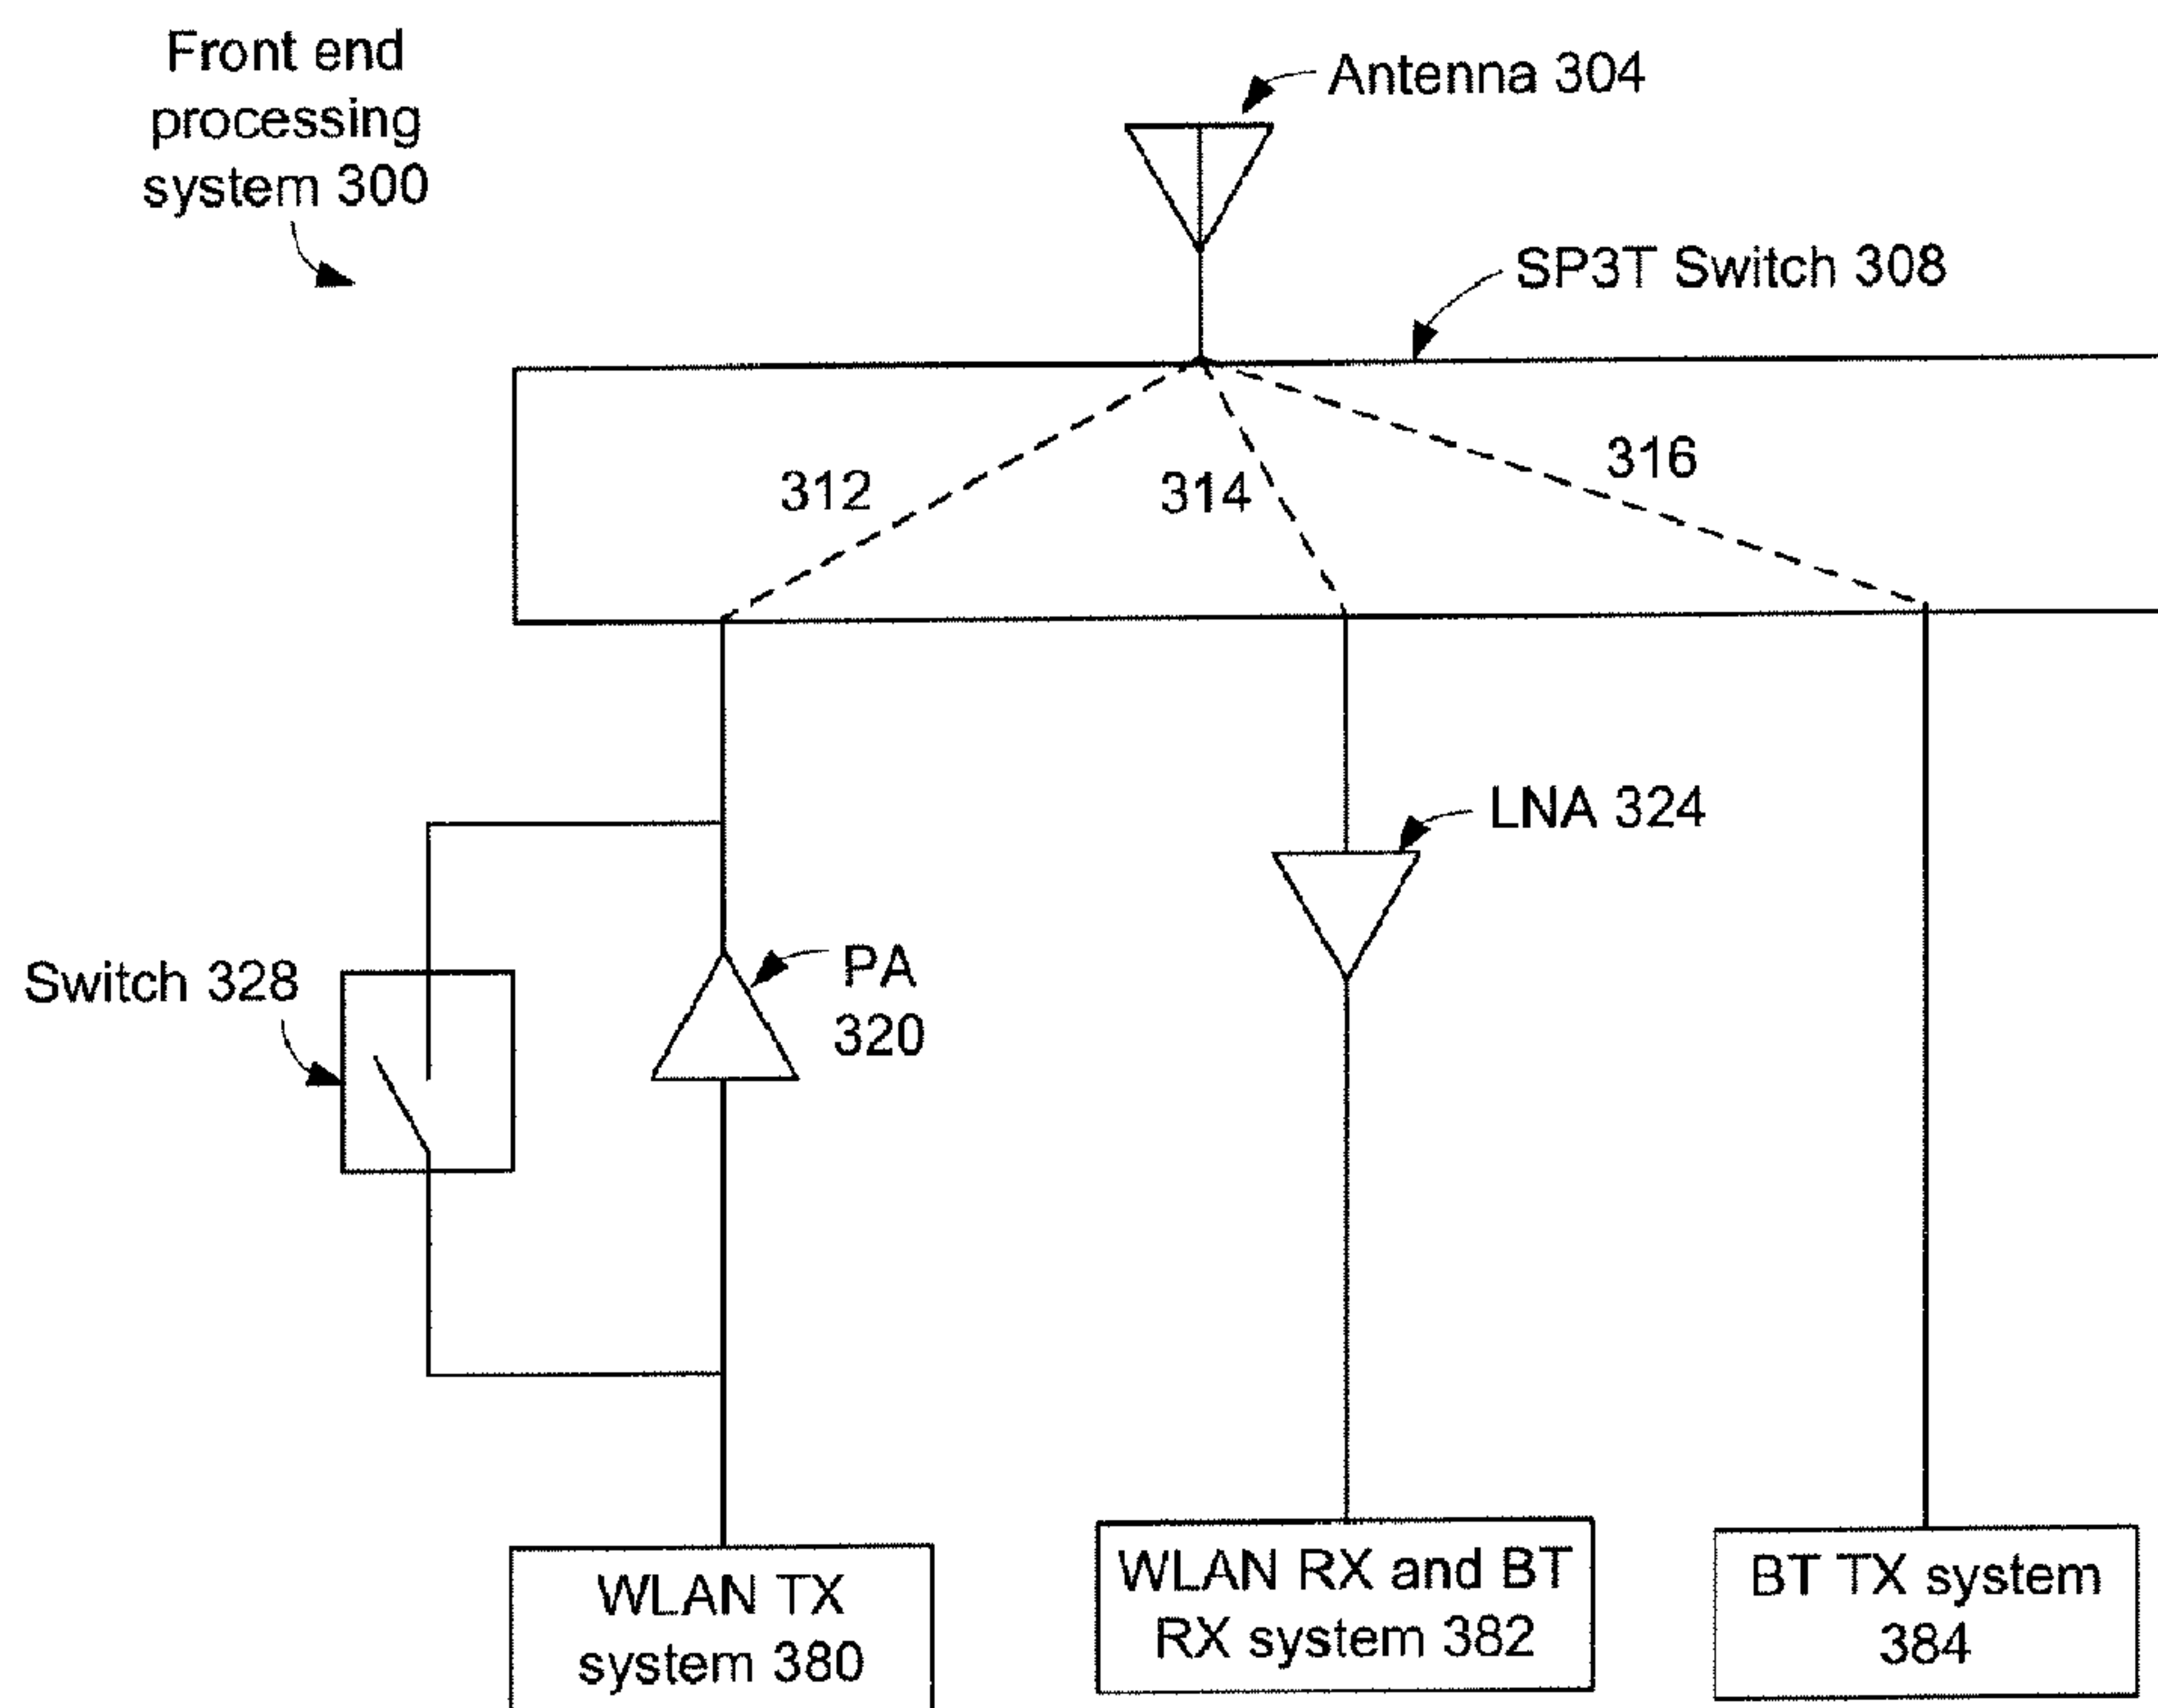 Front end
processing
system 300
Antenna 304
SP3T Switch 308
312
314
316
LNA 324
Switch 328
PA
320
WLAN TX
system 380
WLAN RX and BT
RX system 382
BT TX system
384